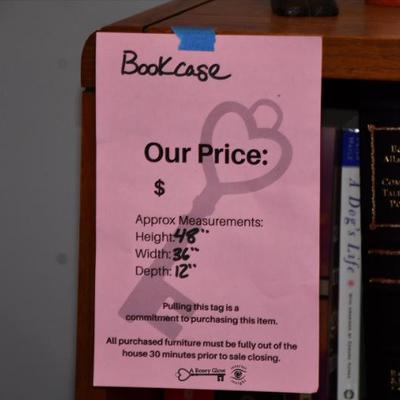 Bookcase
Our Price:
$
Approx Measurements:
Height: 48"
Width: 36"
Depth: 12"
Pulling this tag is a
commitment to purchasing this item.
All purchased furniture must be fully out of the
house 30 minutes prior to sale closing.
A Rosey Glow
A Dog's Life